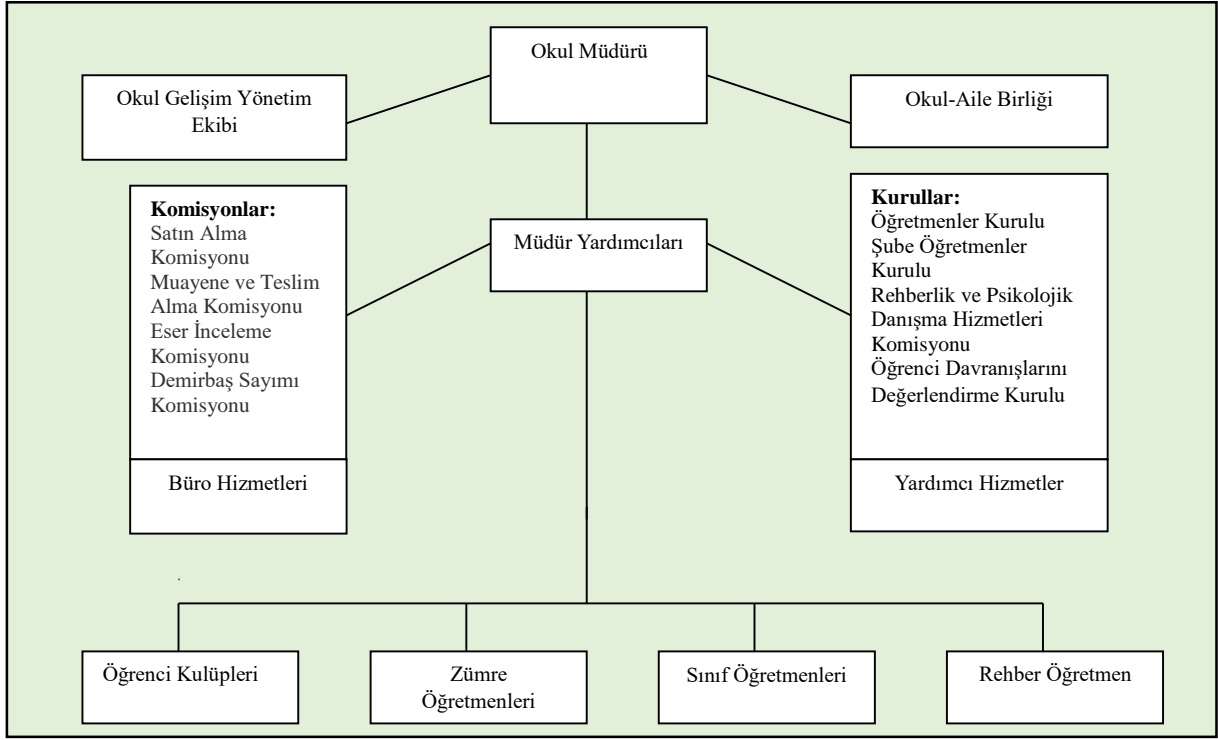 Okul Müdürü
Okul Gelişim Yönetim
Ekibi
Okul-Aile Birliği
Komisyonlar:
Satın Alma
Komisyonu
Muayene ve Teslim
Alma Komisyonu
Eser İnceleme
Komisyonu
Demirbaş Sayımı
Komisyonu
Müdür Yardımcıları
Kurullar:
Öğretmenler Kurulu
Şube Öğretmenler
Kurulu
Rehberlik ve Psikolojik
Danışma Hizmetleri
Komisyonu
Öğrenci Davranışlarını
Değerlendirme Kurulu
Büro Hizmetleri
Yardımcı Hizmetler
Öğrenci Kulüpleri
Zümre
Öğretmenleri
Sınıf Öğretmenleri
Rehber Öğretmen